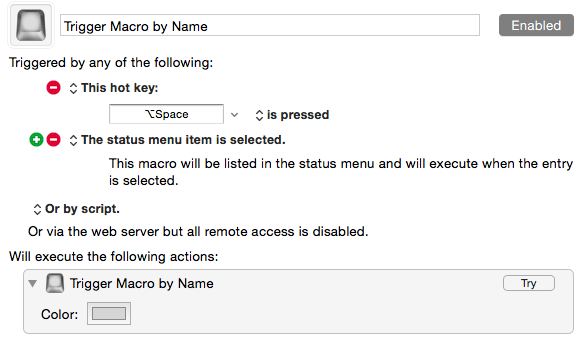 Trigger Macro by Name
Enabled
Triggered by any of the following:
This hot key:
⌥Space
is pressed
The status menu item is selected.
This macro will be listed in the status menu and will execute when the entry
is selected.
Or by script.
Or via the web server but all remote access is disabled.
Will execute the following actions:
Trigger Macro by Name
Try
Color: